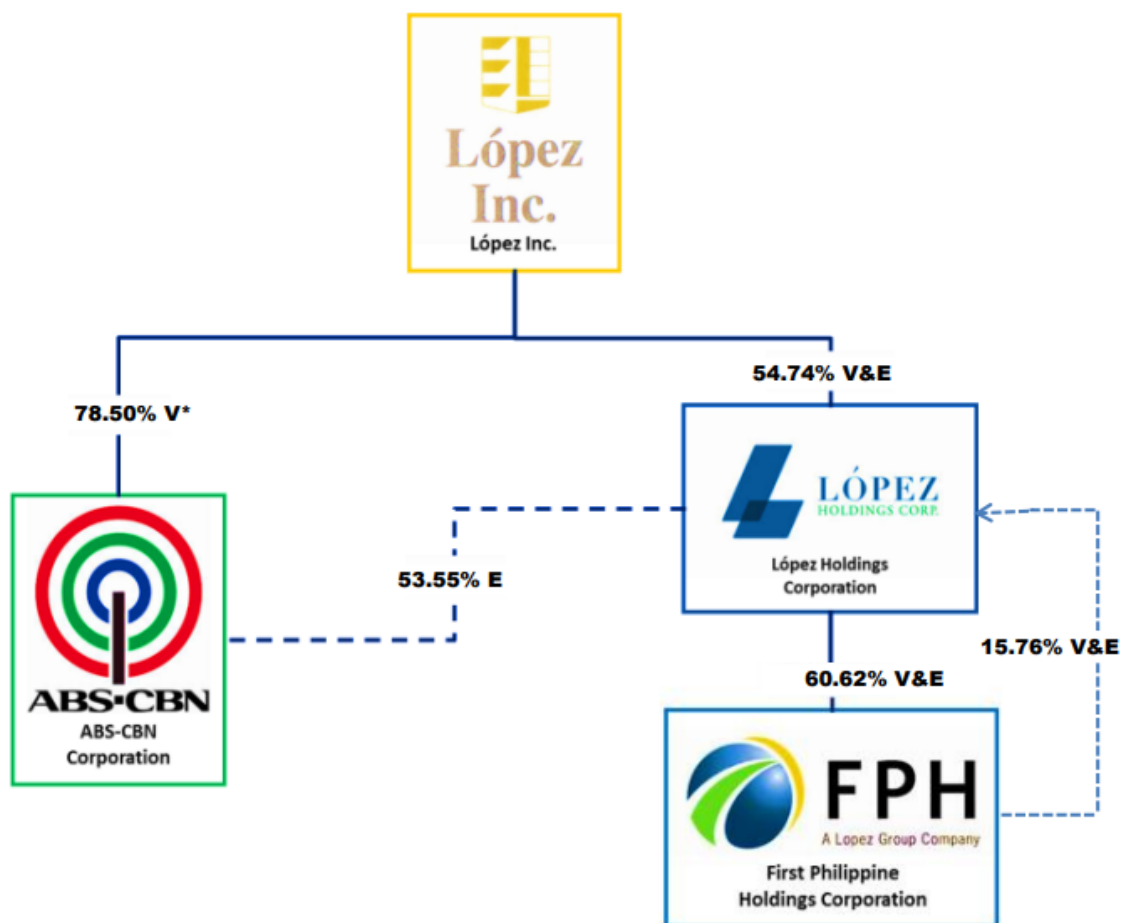 López
Inc.
López Inc.
54.74% V&E
78.50% V*
LÓPEZ
HOLDINGS CORP.
López Holdings
Corporation
53.55% E
15.76% V&E
60.62% V&E
ABS-CBN
ABS-CBN
Corporation
FPH
A Lopez Group Company
First Philippine
Holdings Corporation